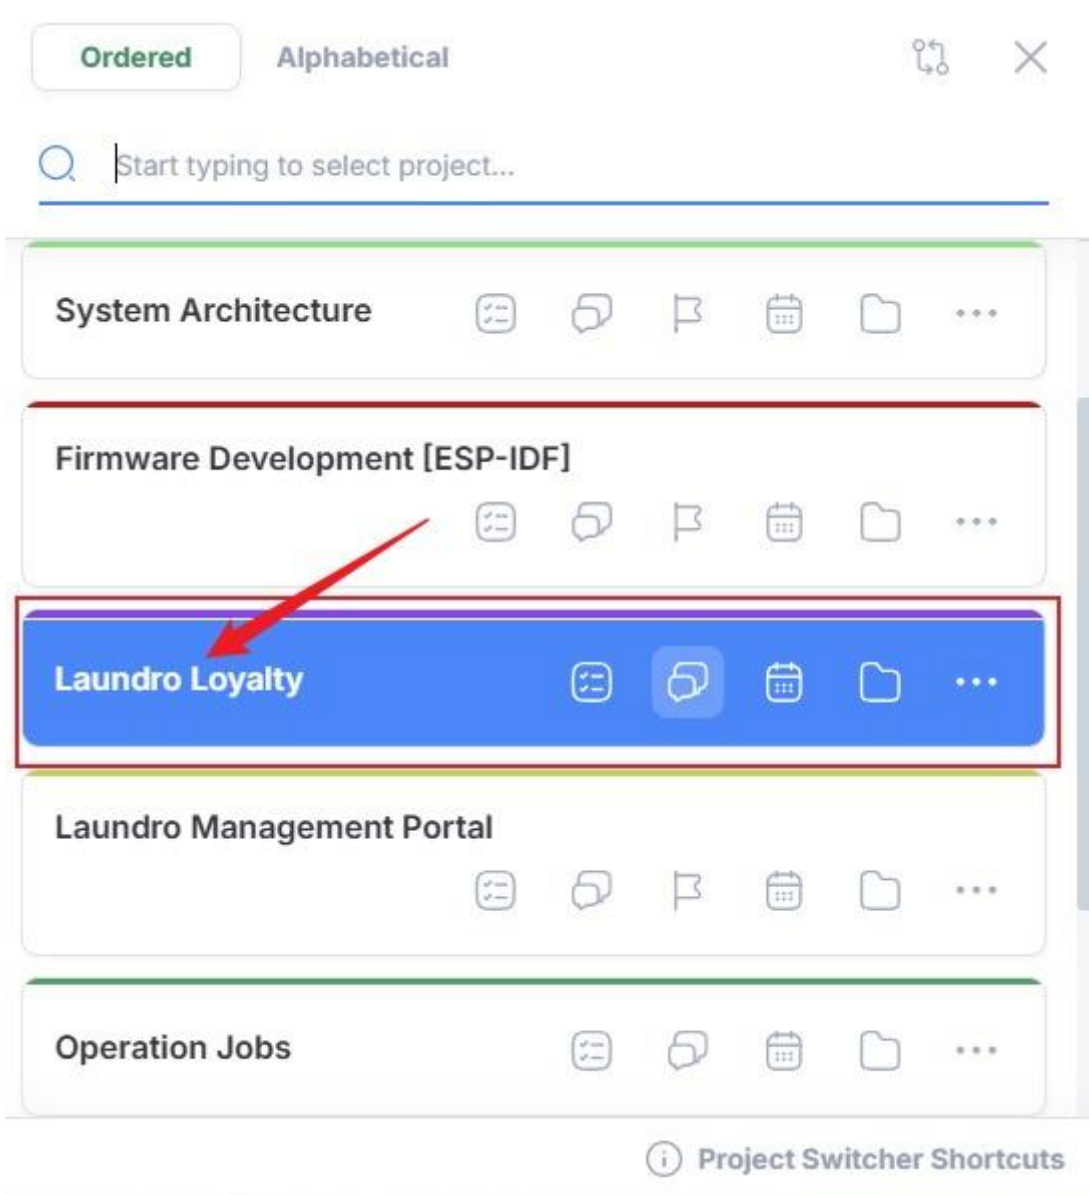 Ordered Alphabetical
Start typing to select project...
System Architecture
Firmware Development [ESP-IDF]
Laundro Loyalty
Laundro Management Portal
Operation Jobs
Project Switcher Shortcuts